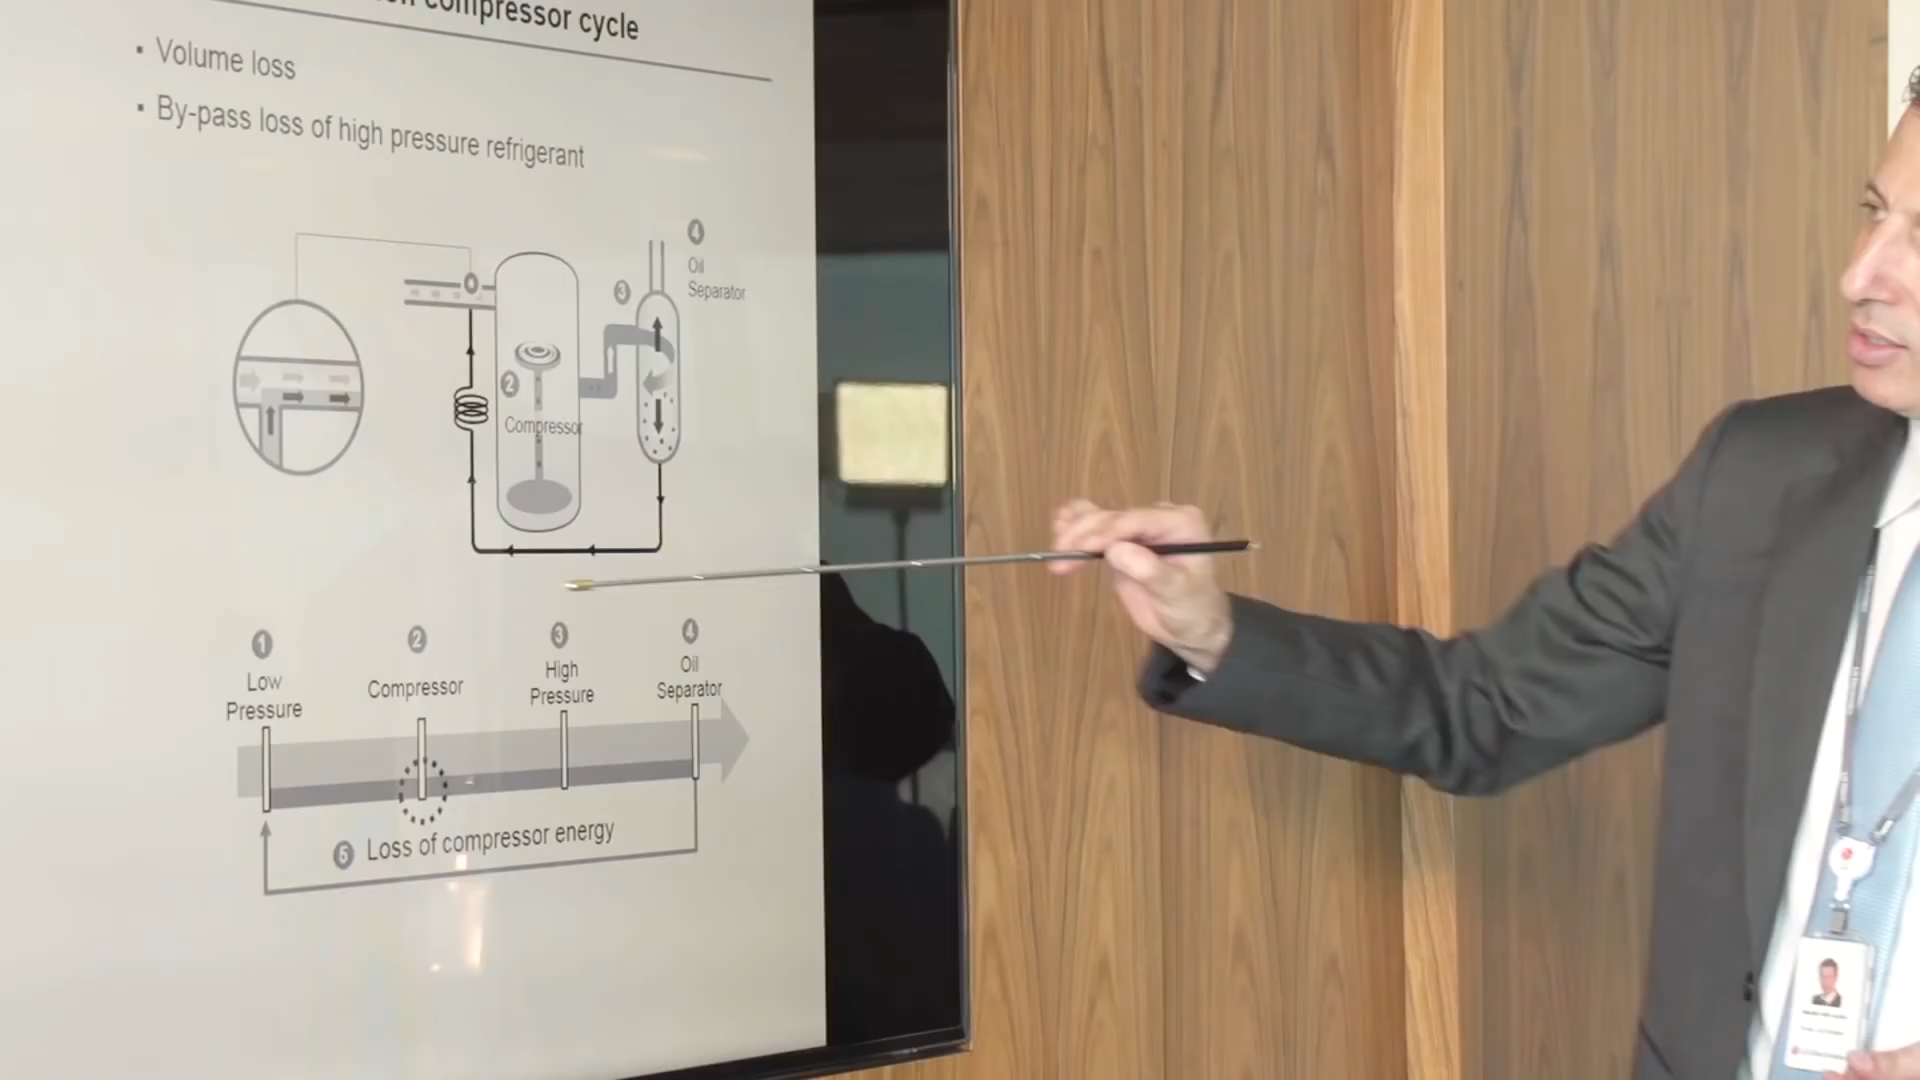 compressor cycle
▪ Volume loss
▪ By-pass loss of high pressure refrigerant
4
Oil
Separator
3
2
Compressor
1
Low
Pressure
2
Compressor
3
High
Pressure
4
Oil
Separator
5 Loss of compressor energy